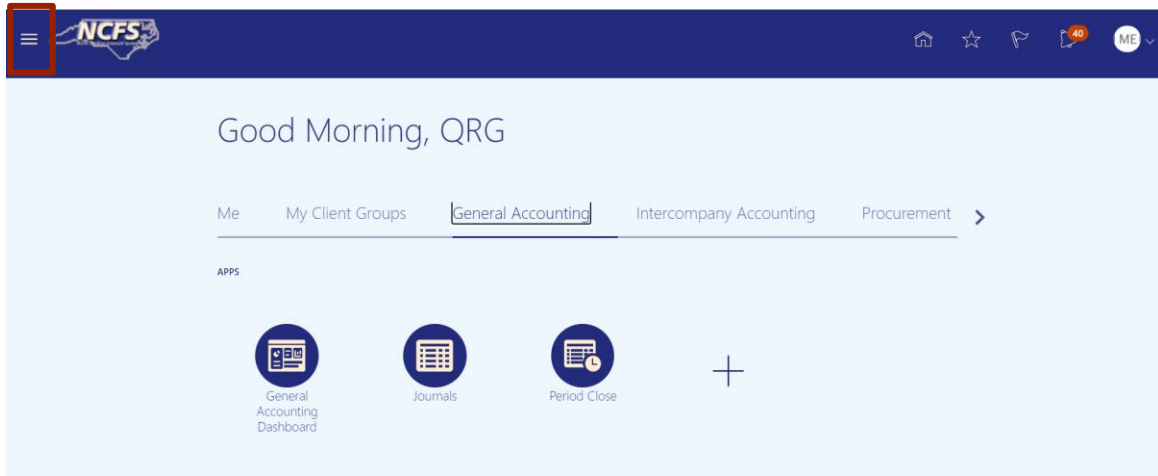 NCFS
40
ME
Good Morning, QRG
Me
My Client Groups
General Accounting
Intercompany Accounting
Procurement
APPS
General
Accounting
Dashboard
Journals
Period Close